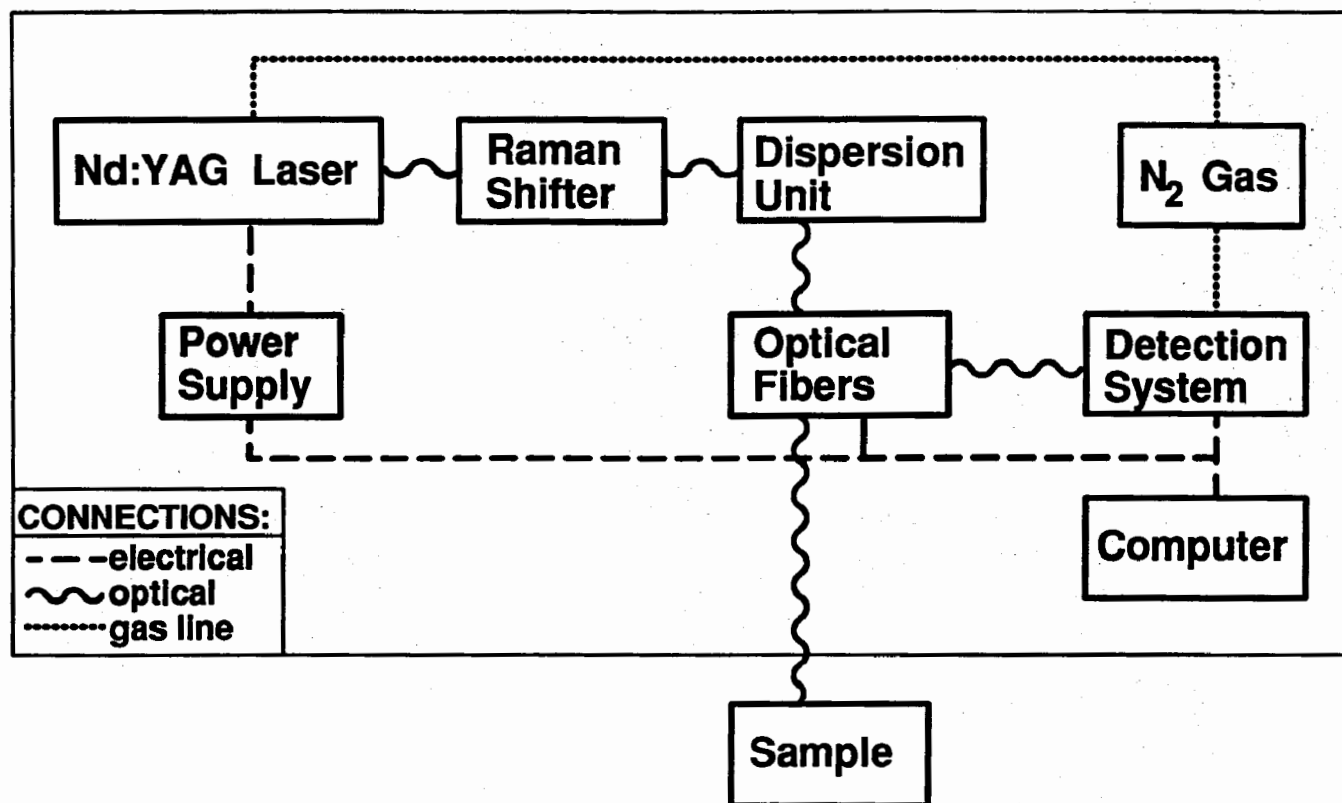 Nd:YAG Laser
Raman
Shifter
Dispersion
Unit
N₂ Gas
Power
Supply
Optical
Fibers
Detection
System
CONNECTIONS:
electrical
optical
gas line
Computer
Sample